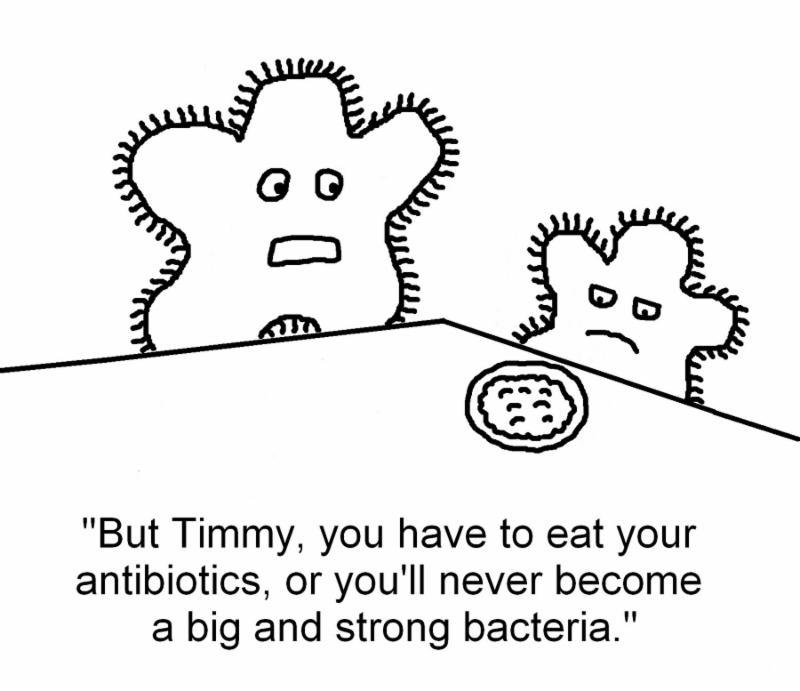 "But Timmy, you have to eat your
antibiotics, or you'll never become
a big and strong bacteria."